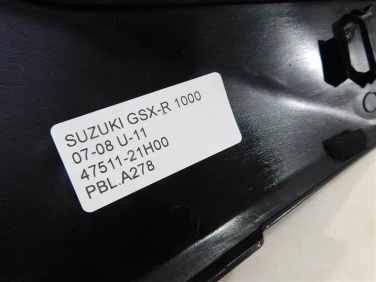 SUZUKI GSX-R 1000
07-08 U-11
47511-21H00
PBL.A278